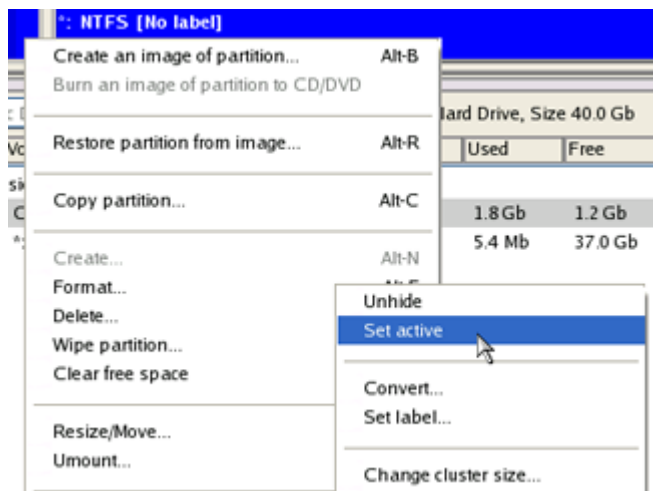 *: NTFS [No label]
Create an image of partition... Alt-B
Burn an image of partition to CD/DVD
Hard Drive, Size 40.0 Gb
Restore partition from image... Alt-R
Used Free
Copy partition... Alt-C
1.8 Gb 1.2 Gb
5.4 Mb 37.0 Gb
Create... Alt-N
Format...
Delete...
Wipe partition...
Clear free space
Resize/Move...
Umount...
Unhide
Set active
Convert...
Set label...
Change cluster size...